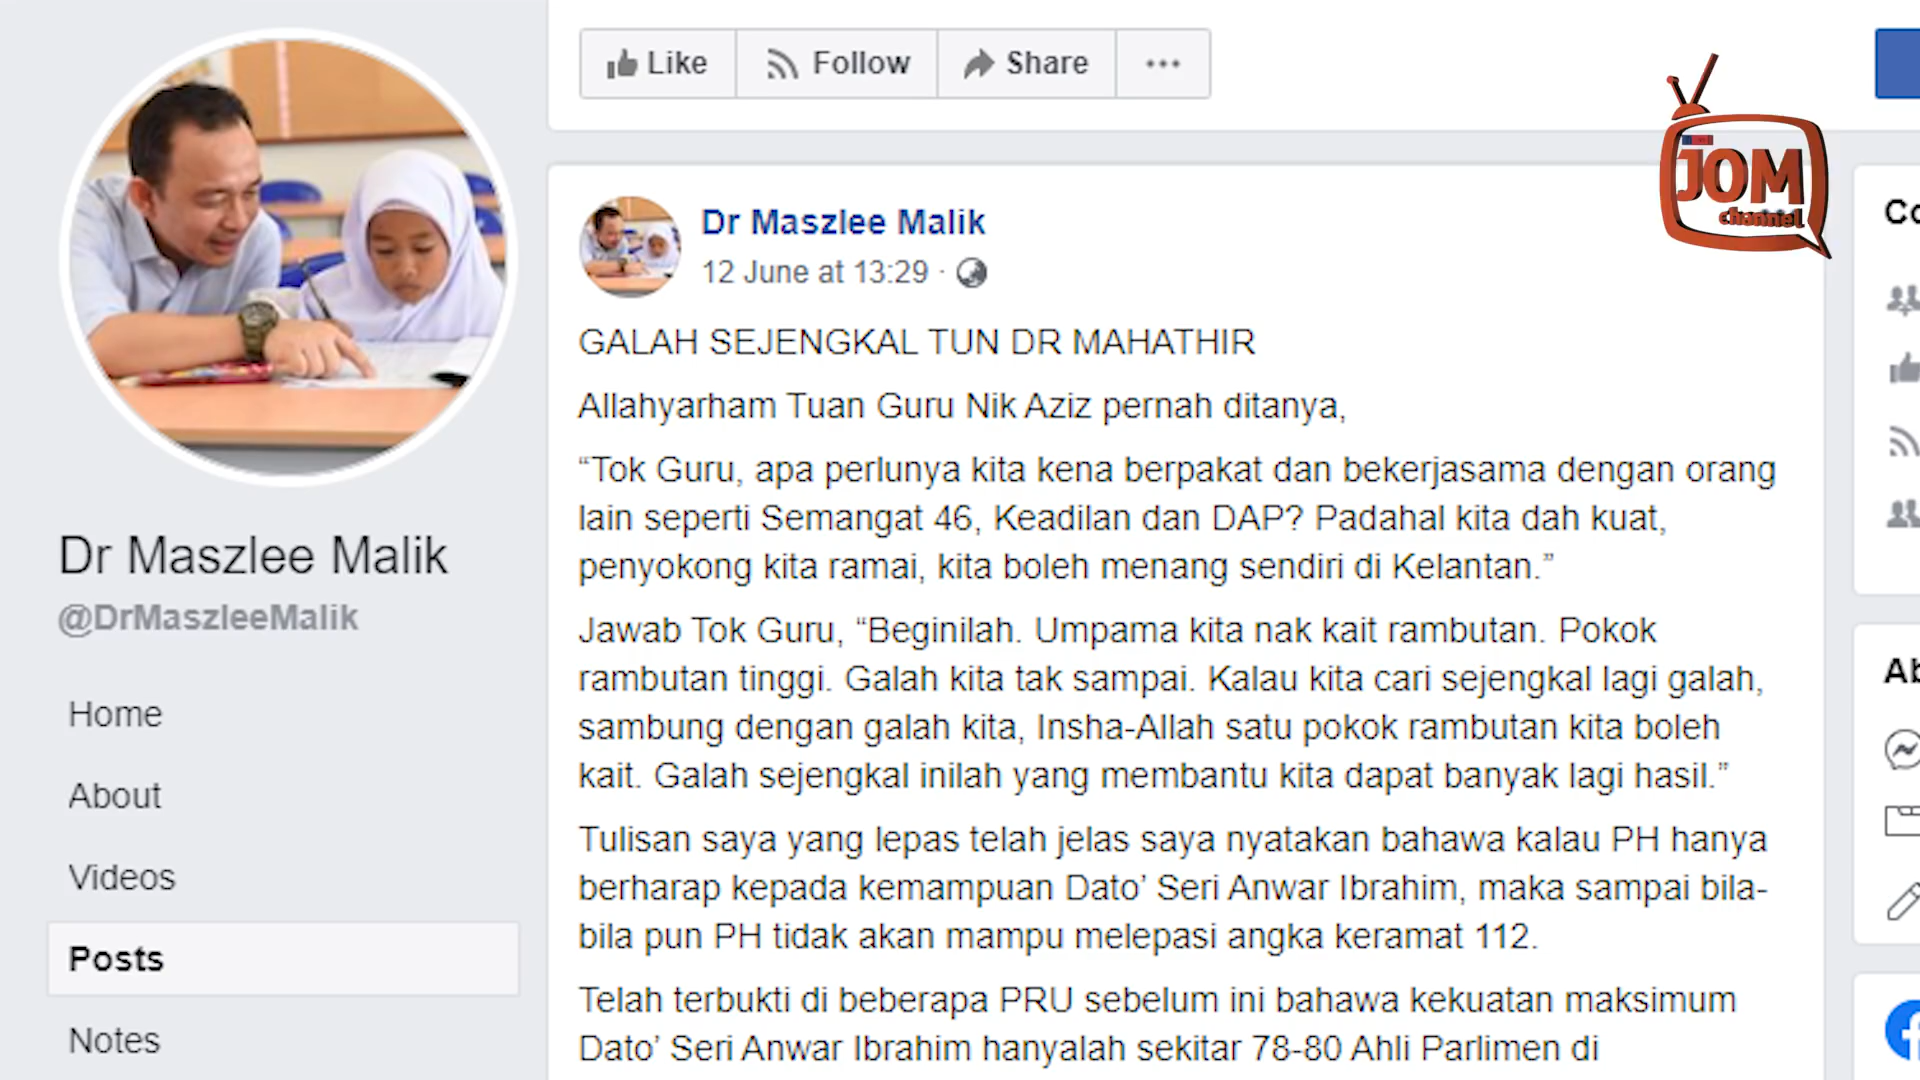 Like
Follow
Share
JOM
channel
Dr Maszlee Malik
12 June at 13:29 ·
GALAH SEJENGKAL TUN DR MAHATHIR
Allahyarham Tuan Guru Nik Aziz pernah ditanya,
“Tok Guru, apa perlunya kita kena berpakat dan bekerjasama dengan orang
lain seperti Semangat 46, Keadilan dan DAP? Padahal kita dah kuat,
penyokong kita ramai, kita boleh menang sendiri di Kelantan.”
Jawab Tok Guru, “Beginilah. Umpama kita nak kait rambutan. Pokok
rambutan tinggi. Galah kita tak sampai. Kalau kita cari sejengkal lagi galah,
sambung dengan galah kita, Insha-Allah satu pokok rambutan kita boleh
kait. Galah sejengkal inilah yang membantu kita dapat banyak lagi hasil.”
Tulisan saya yang lepas telah jelas saya nyatakan bahawa kalau PH hanya
berharap kepada kemampuan Dato’ Seri Anwar Ibrahim, maka sampai bila-
bila pun PH tidak akan mampu melepasi angka keramat 112.
Telah terbukti di beberapa PRU sebelum ini bahawa kekuatan maksimum
Dato’ Seri Anwar Ibrahim hanyalah sekitar 78-80 Ahli Parlimen di
Dr Maszlee Malik
@DrMaszleeMalik
Home
About
Videos
Posts
Notes